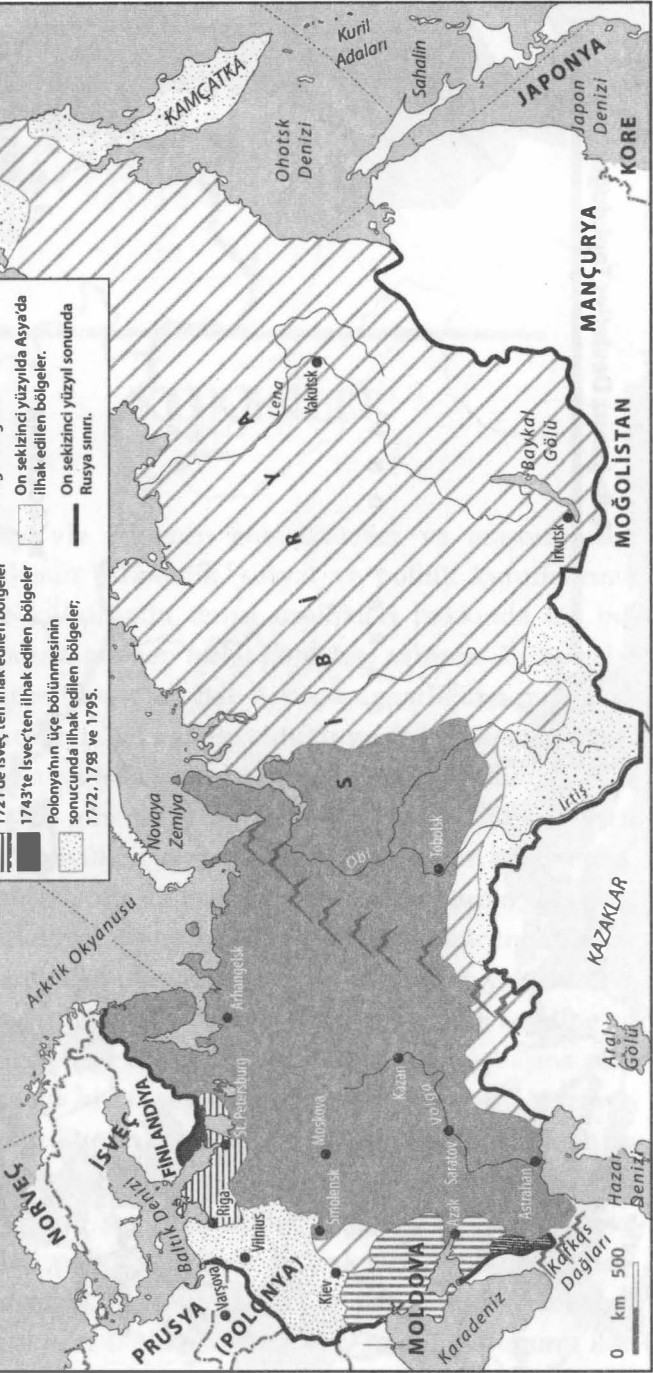 1721'de İsveç'ten ilhak edilen bölgeler
1743'te İsveç'ten ilhak edilen bölgeler
Polonya'nın üçe bölünmesinin
sonucunda ilhak edilen bölgeler;
1772, 1793 ve 1795.
On sekizinci yüzyılda Asya'da
ilhak edilen bölgeler.
On sekizinci yüzyıl sonunda
Rusya sınırı.
NORVEÇ
İSVEÇ
FİNLANDİYA
Baltık Denizi
Arktik Okyanusu
Novaya
Zemlya
KAMÇATKA
Kuril
Adaları
Ohotsk
Denizi
Sahalin
JAPONYA
Japon
Denizi
KORE
MANÇURYA
MOĞOLİSTAN
SİBİRYA
Lena
Yakutsk
Baykal
Gölü
İrkutsk
Obi
Tobolsk
İrtiş
KAZAKLAR
Aral
Gölü
Hazar
Denizi
Arhangelsk
St. Petersburg
Riga
Vilnius
Varşova
PRUSYA
(POLONYA)
Moskova
Smolensk
Kiev
Kazan
Volga
Saratov
Azak
Astrahan
MOLDOVA
Karadeniz
Kafkas
Dağları
0 km 500